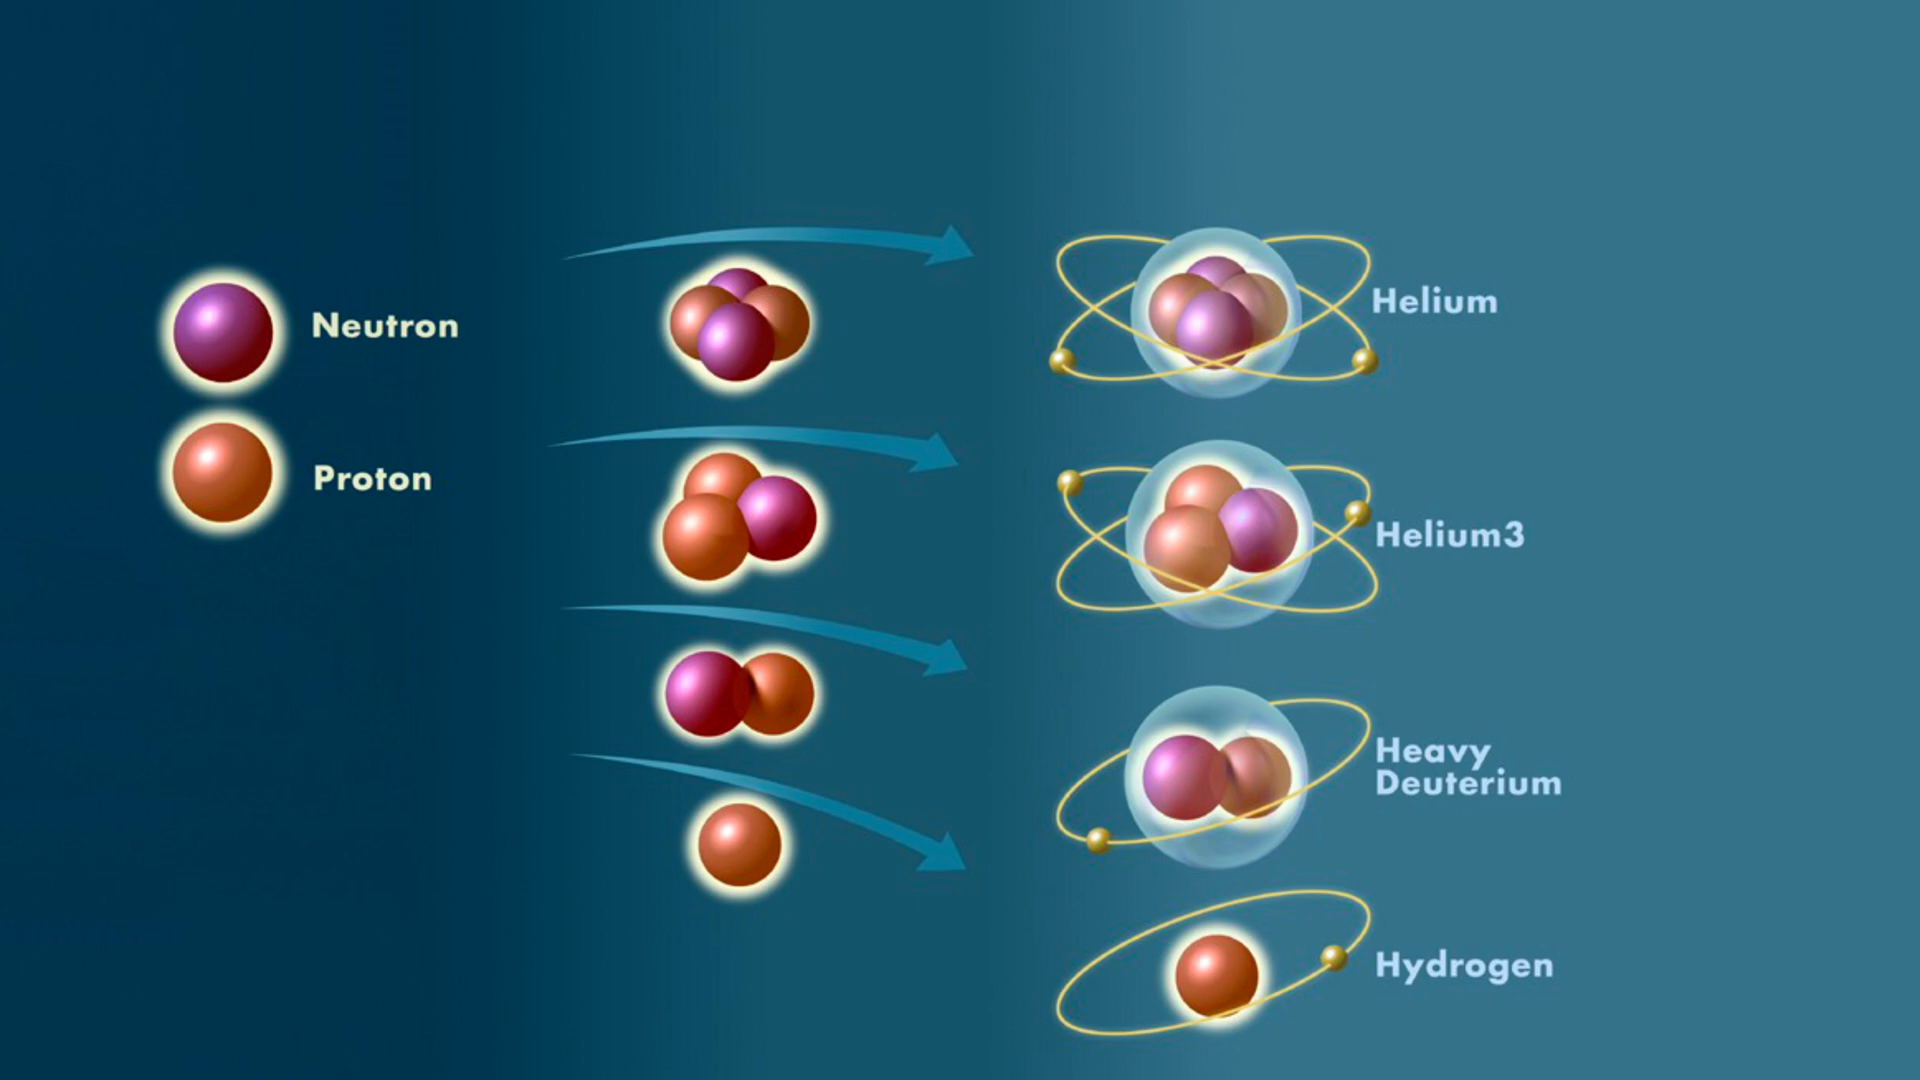 Neutron
Proton
Helium
Helium3
Heavy
Deuterium
Hydrogen